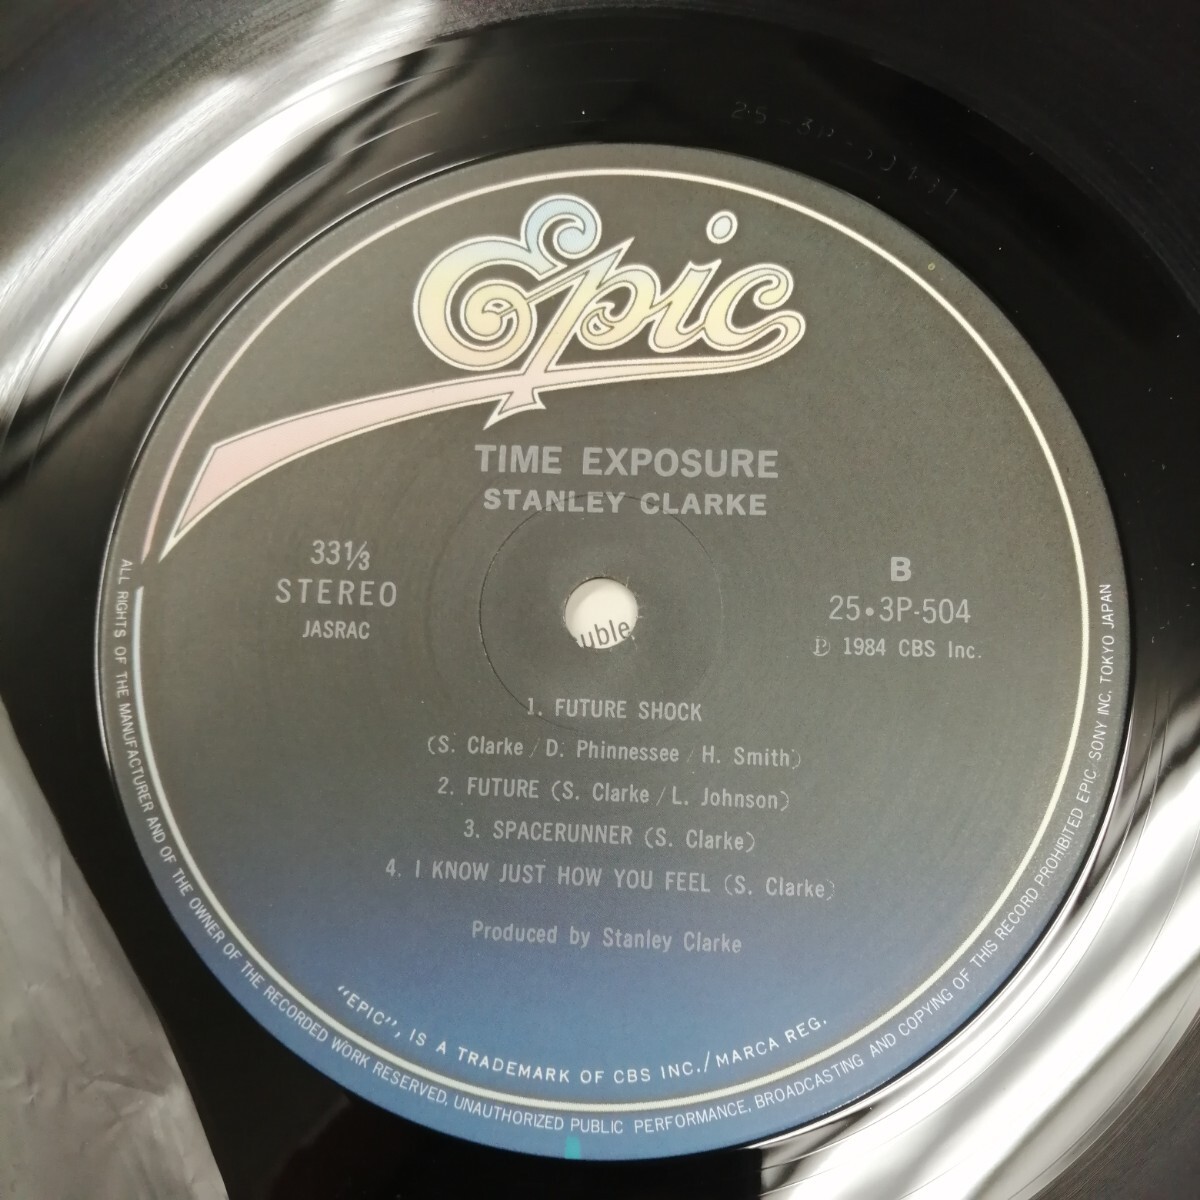 Epic
TIME EXPOSURE
STANLEY CLARKE
33⅓
STEREO
JASRAC
B
25•3P-504
Ⓟ 1984 CBS Inc.
uble
1. FUTURE SHOCK
(S. Clarke / D. Phinnessee / H. Smith)
2. FUTURE (S. Clarke / L. Johnson)
3. SPACERUNNER (S. Clarke)
4. I KNOW JUST HOW YOU FEEL (S. Clarke)
Produced by Stanley Clarke
"EPIC", IS A TRADEMARK OF CBS INC./MARCA REG.
ALL RIGHTS OF THE MANUFACTURER AND OF THE OWNER OF THE RECORDED WORK RESERVED. UNAUTHORIZED PUBLIC PERFORMANCE, BROADCASTING AND COPYING OF THIS RECORD PROHIBITED EPIC SONY INC. TOKYO JAPAN